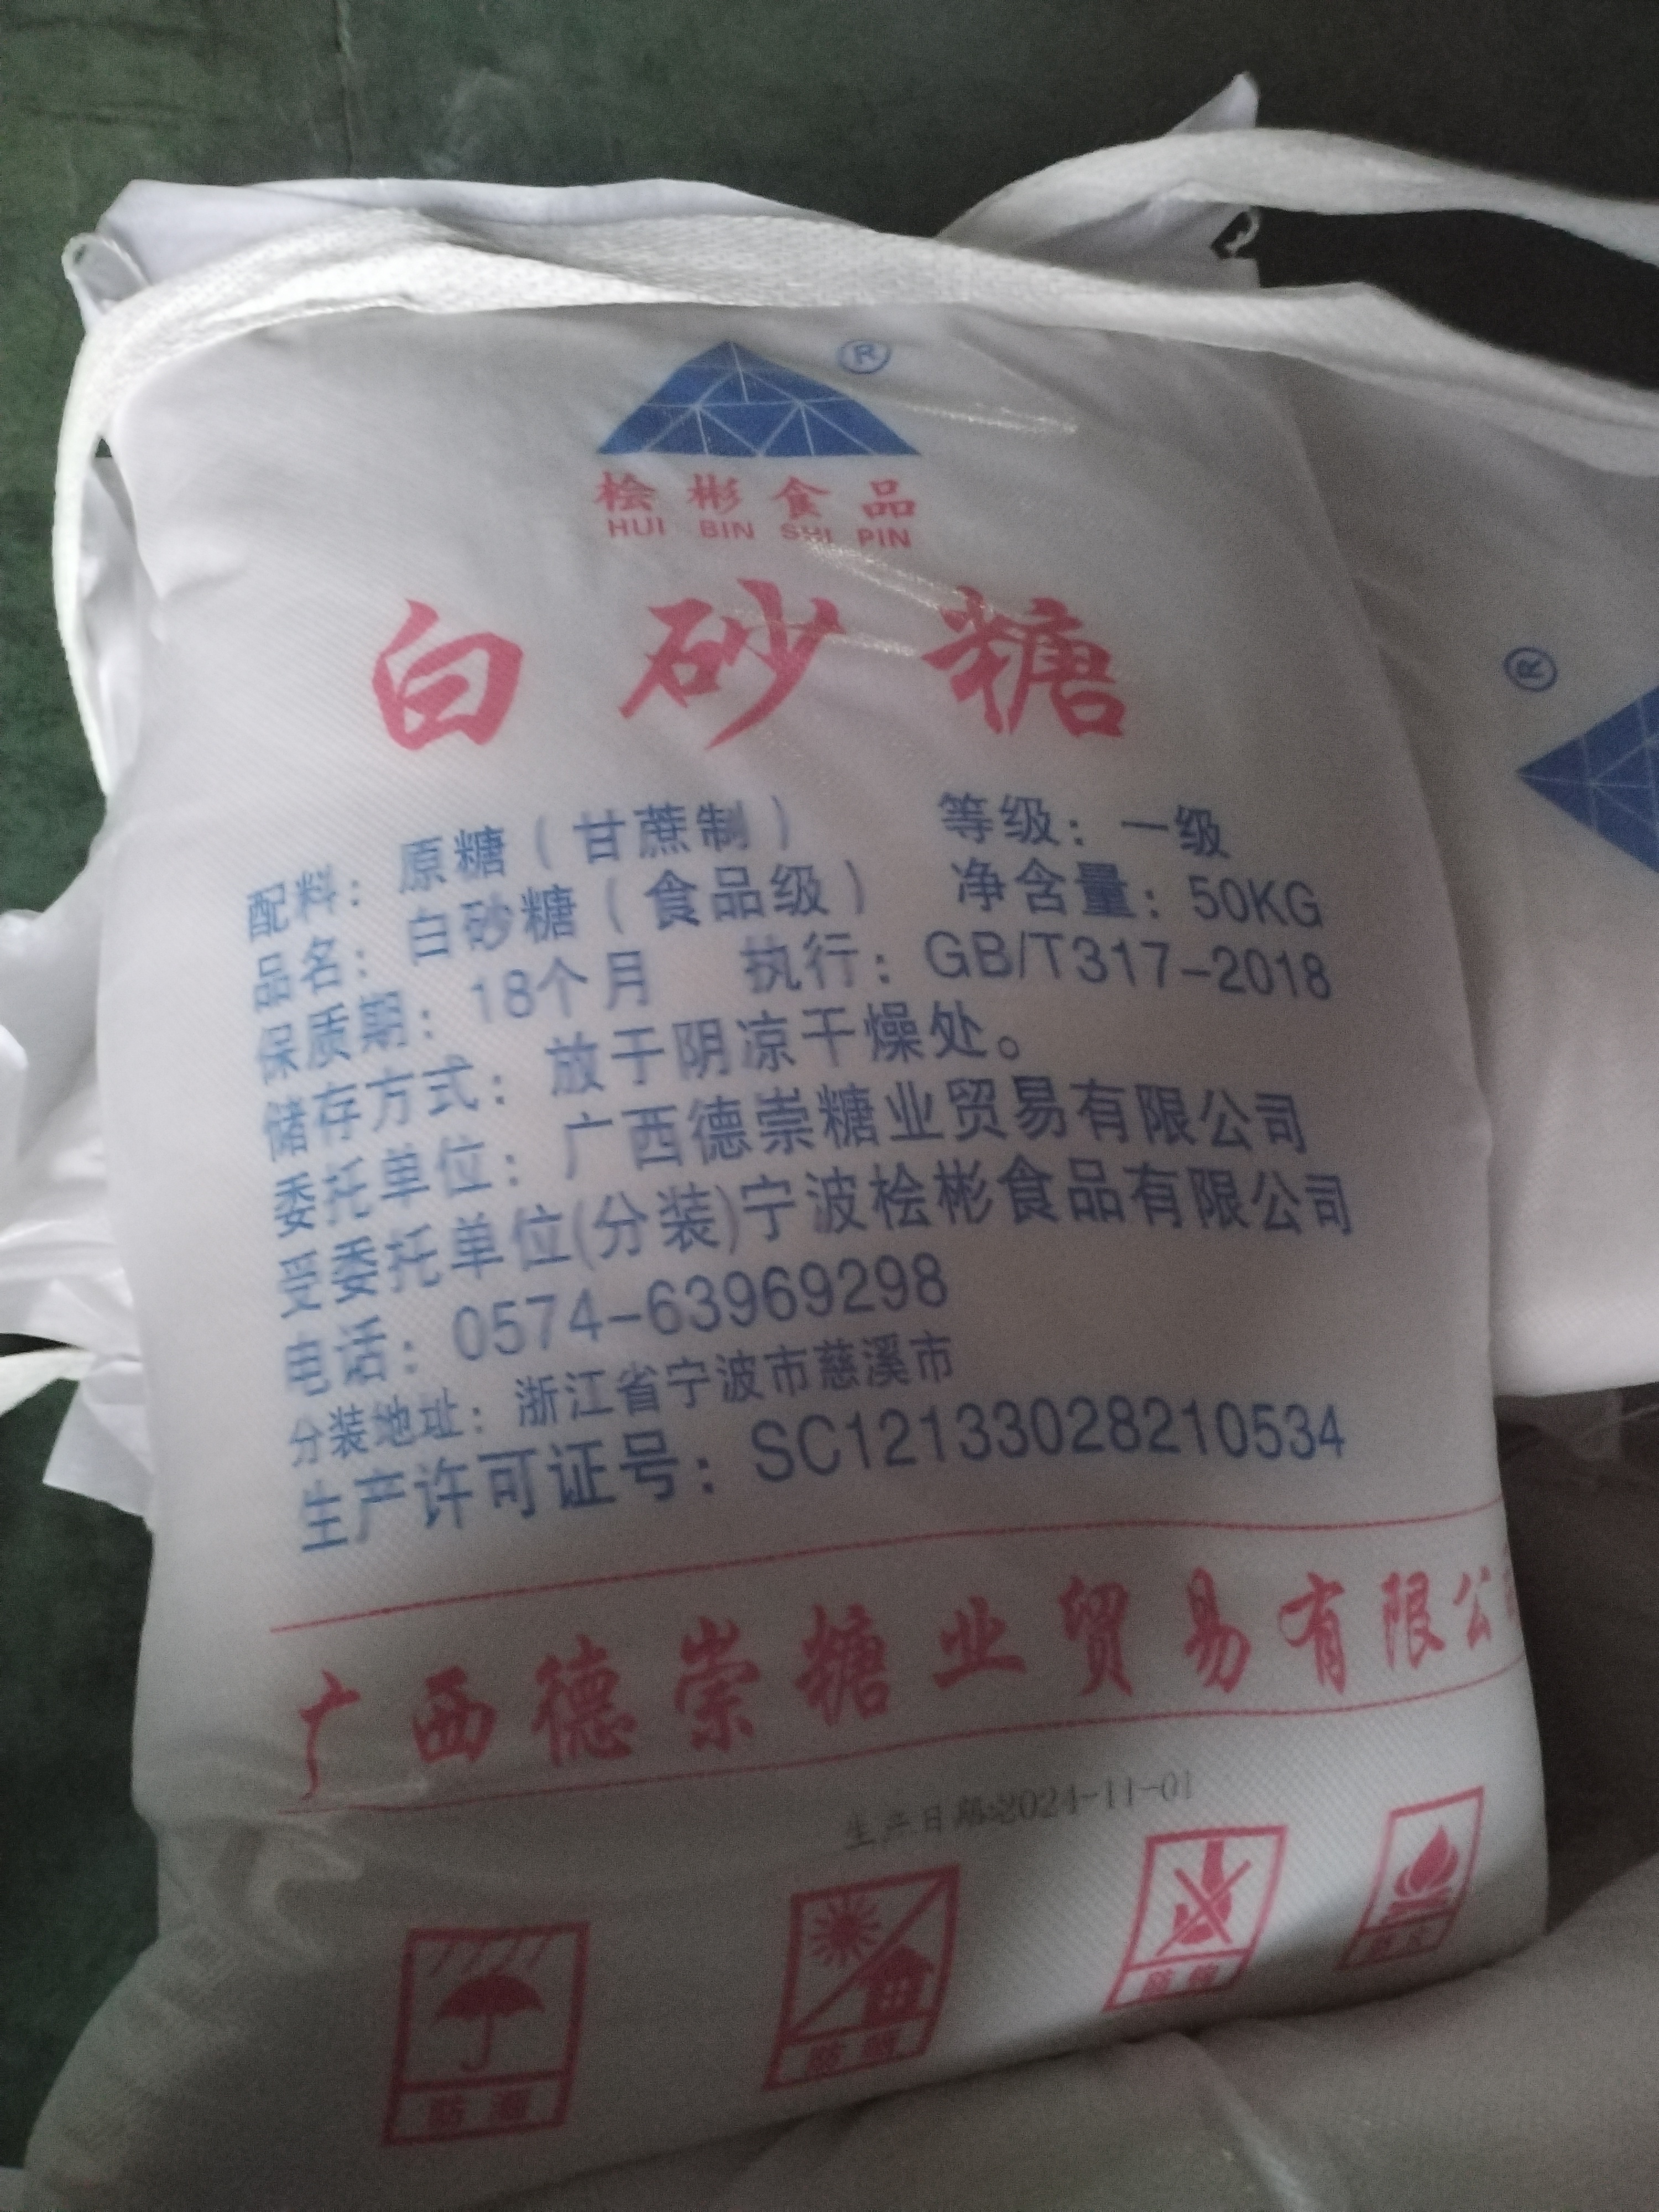 ®
桧彬食品
HUI BIN SHI PIN
白砂糖
配料：原糖（甘蔗制） 等级：一级
品名：白砂糖（食品级） 净含量：50KG
保质期：18个月 执行：GB/T317-2018
储存方式：放于阴凉干燥处。
委托单位：广西德崇糖业贸易有限公司
受委托单位(分装)宁波桧彬食品有限公司
电话：0574-63969298
分装地址：浙江省宁波市慈溪市
生产许可证号：SC12133028210534
广西德崇糖业贸易有限公司
生产日期:2024-11-01
防潮
防晒
®